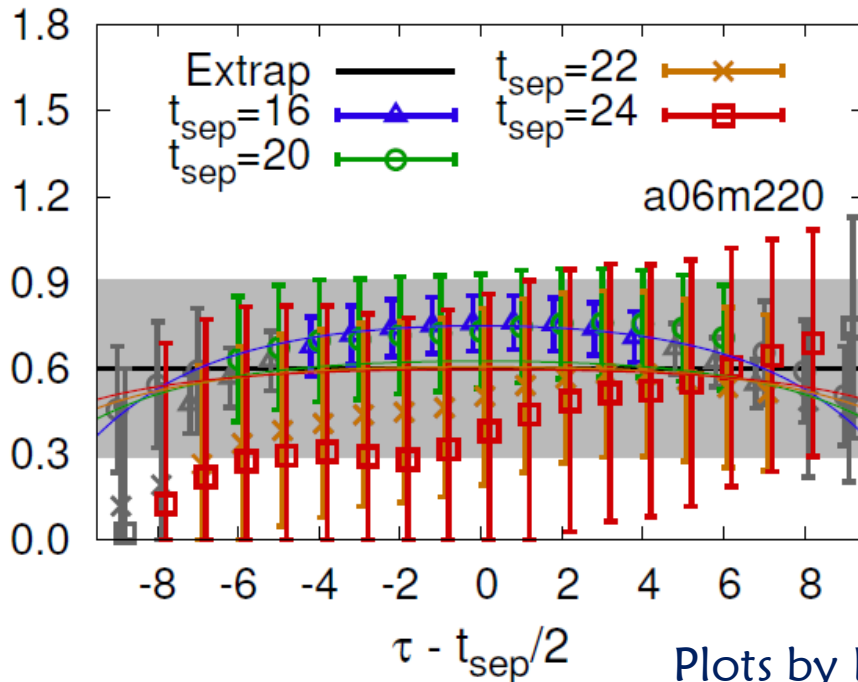 1.8
1.5
1.2
0.9
0.6
0.3
0.0
Extrap
t_sep=16
t_sep=20
t_sep=22
t_sep=24
a06m220
-8 -6 -4 -2 0 2 4 6 8
τ - t_sep/2
Plots by